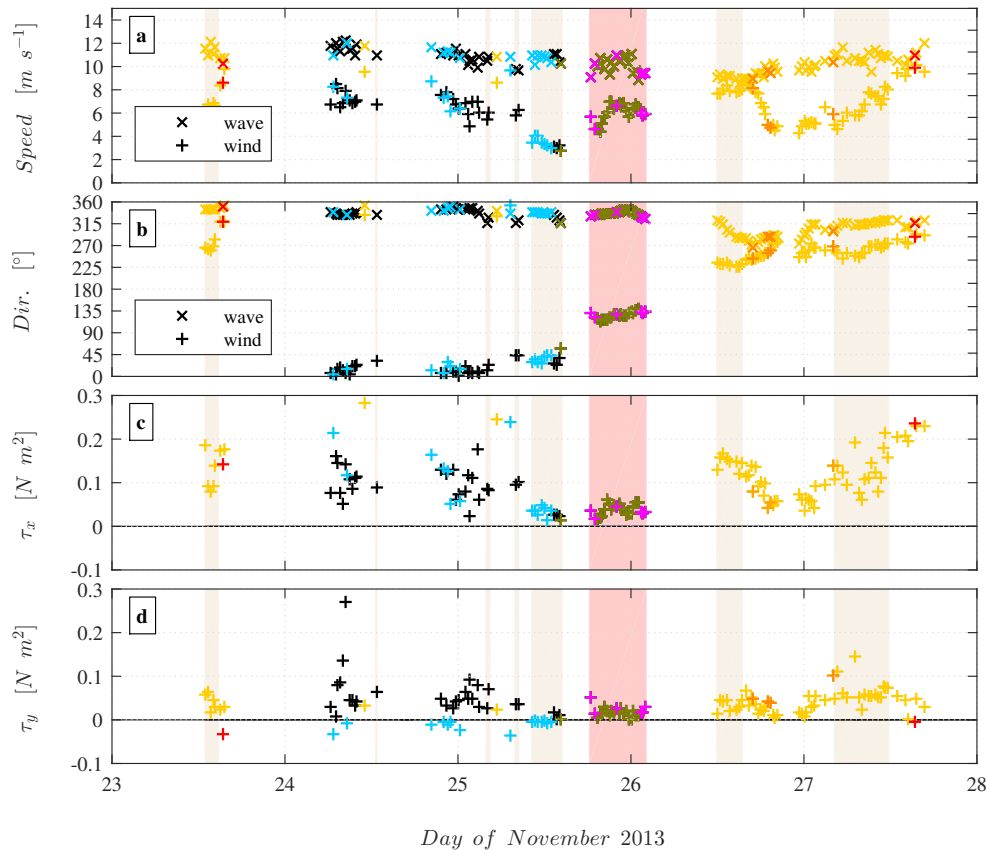 a
Speed [m s⁻¹]
14
12
10
8
6
4
2
0
wave
wind
b
Dir. [°]
360
315
270
225
180
135
90
45
0
wave
wind
c
τx [N m²]
0.3
0.2
0.1
0
-0.1
d
τy [N m²]
0.3
0.2
0.1
0
-0.1
23 24 25 26 27 28
Day of November 2013